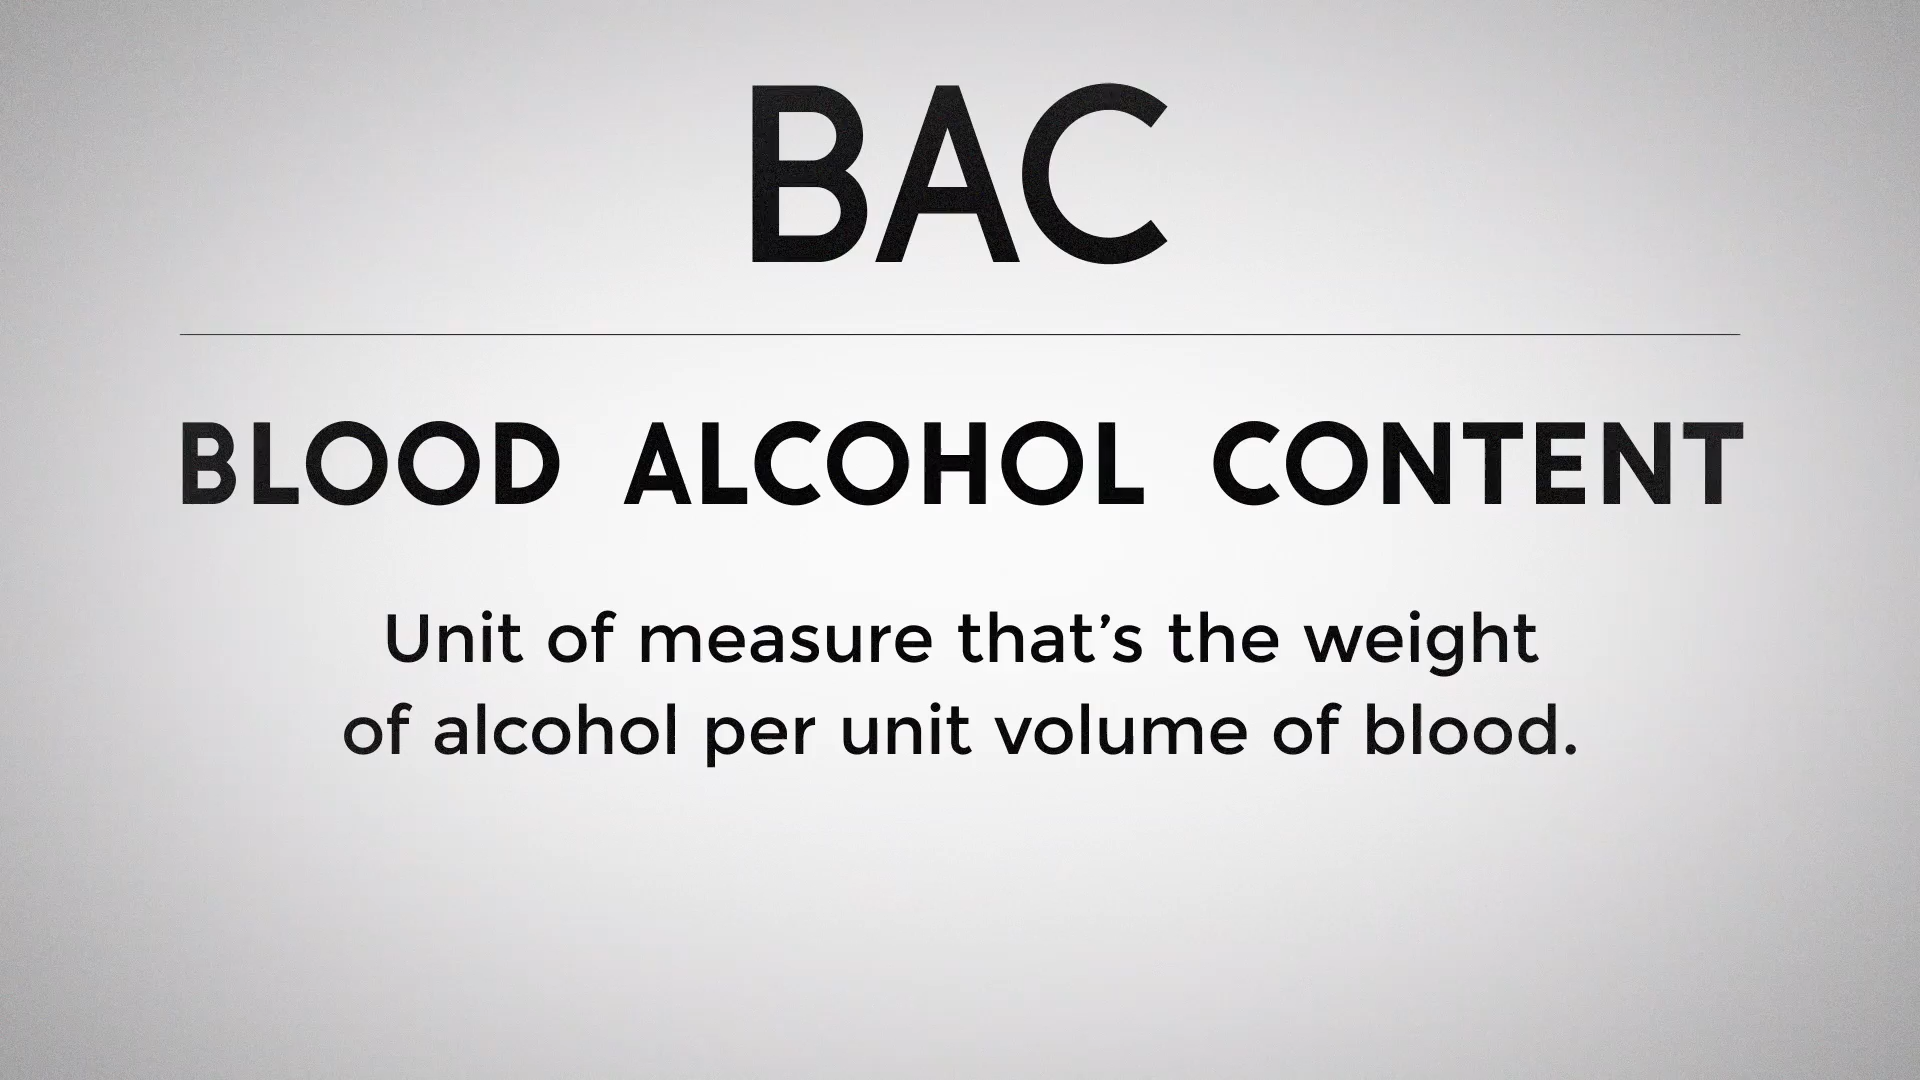 BAC
BLOOD ALCOHOL CONTENT
Unit of measure that’s the weight
of alcohol per unit volume of blood.